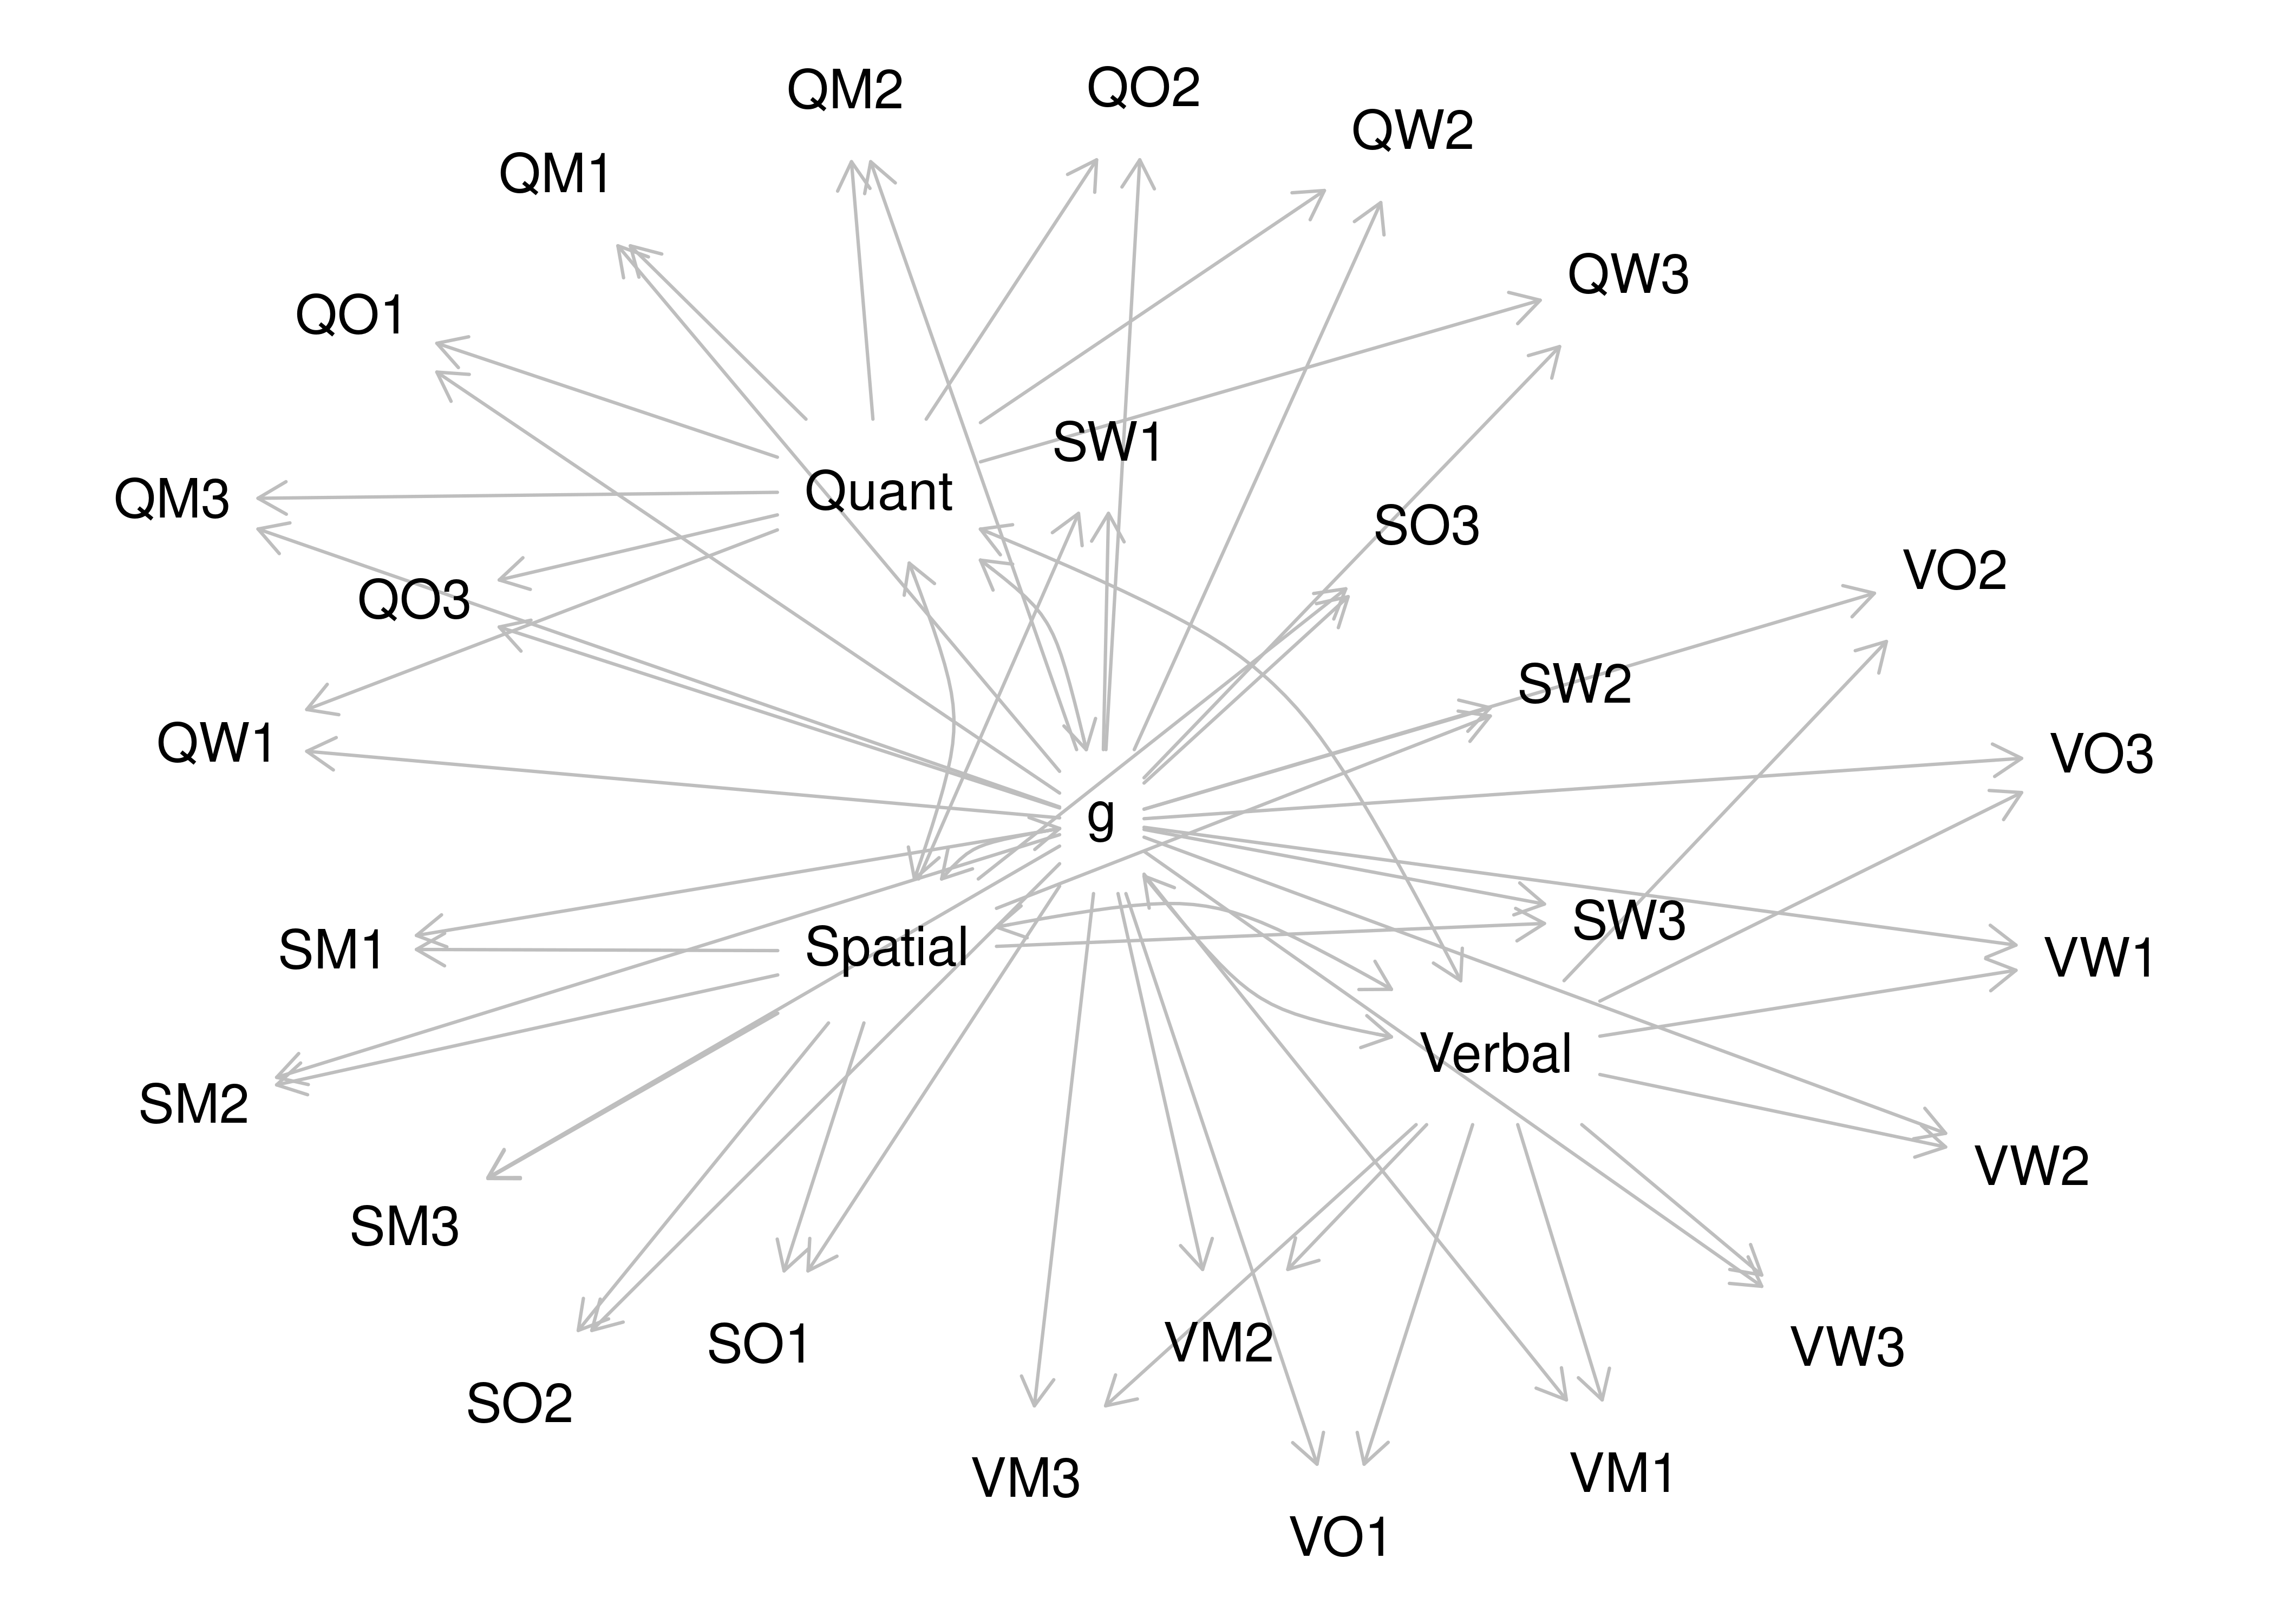 QM2
QO2
QW2
QM1
QW3
QO1
SW1
Quant
QM3
SO3
VO2
QO3
SW2
QW1
VO3
g
SW3
Spatial
SM1
VW1
Verbal
SM2
VW2
SM3
SO1
VM2
VW3
SO2
VM3
VM1
VO1